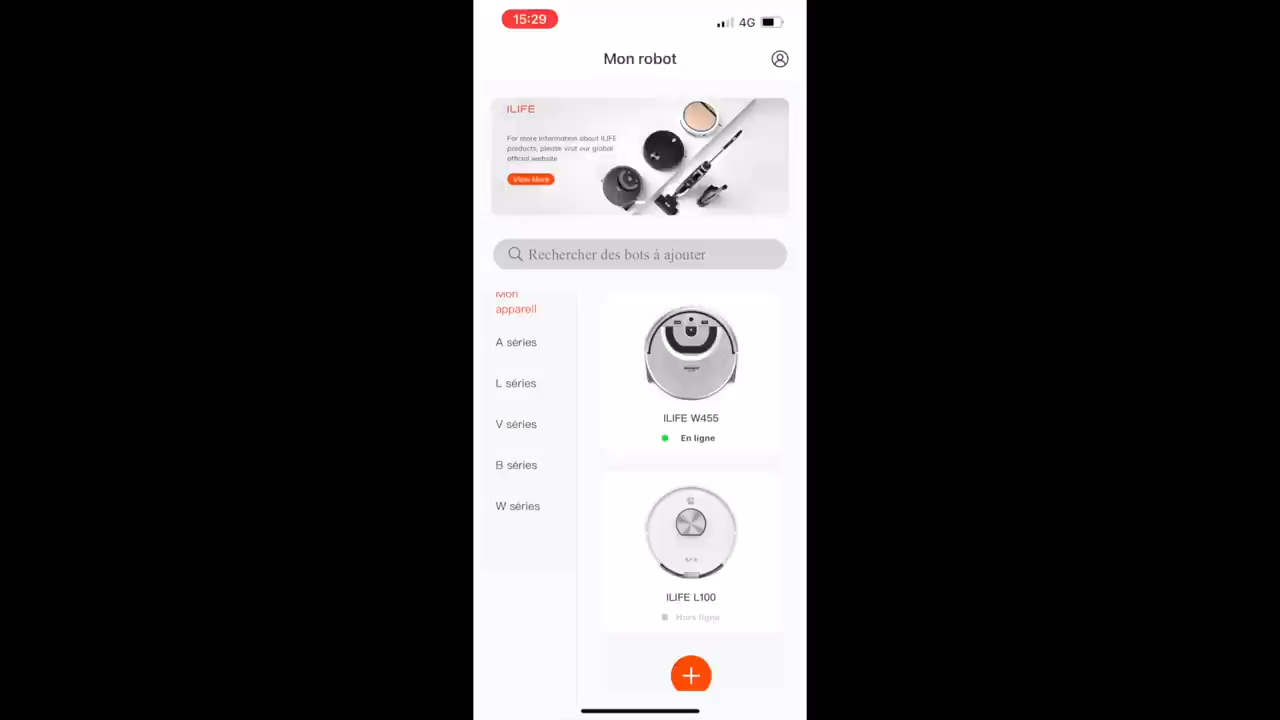 15:29
4G
Mon robot
ILIFE
For more information about ILIFE
products, please visit our global
official website
View More
Rechercher des bots à ajouter
Mon
appareil
A séries
L séries
V séries
B séries
W séries
ILIFE W455
En ligne
ILIFE L100
Hors ligne